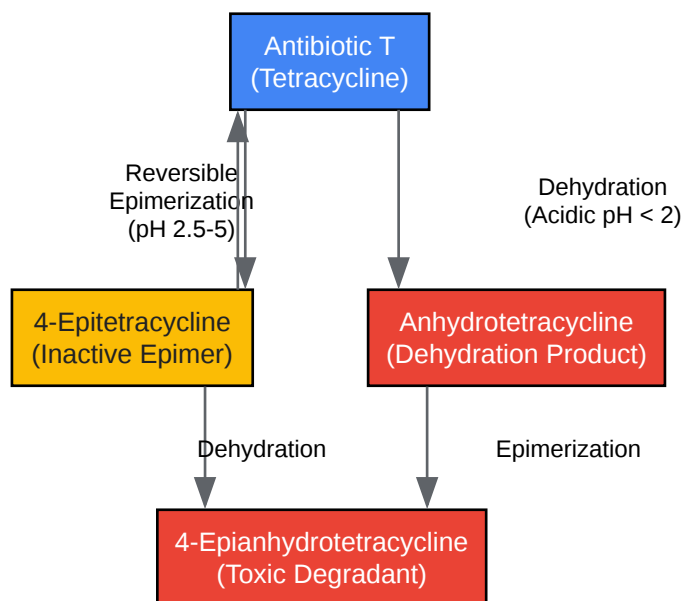 Antibiotic T
(Tetracycline)
Reversible
Epimerization
(pH 2.5-5)
Dehydration
(Acidic pH < 2)
4-Epitetracycline
(Inactive Epimer)
Anhydrotetracycline
(Dehydration Product)
Dehydration
Epimerization
4-Epianhydrotetracycline
(Toxic Degradant)